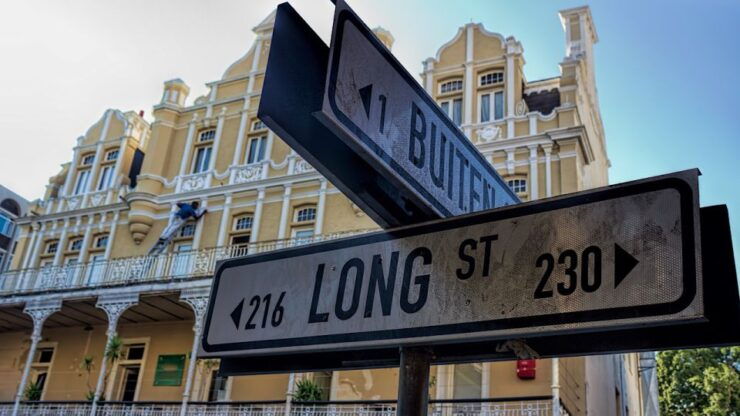 ◀ 1 BUITEN
◀ 216 LONG ST 230 ▶